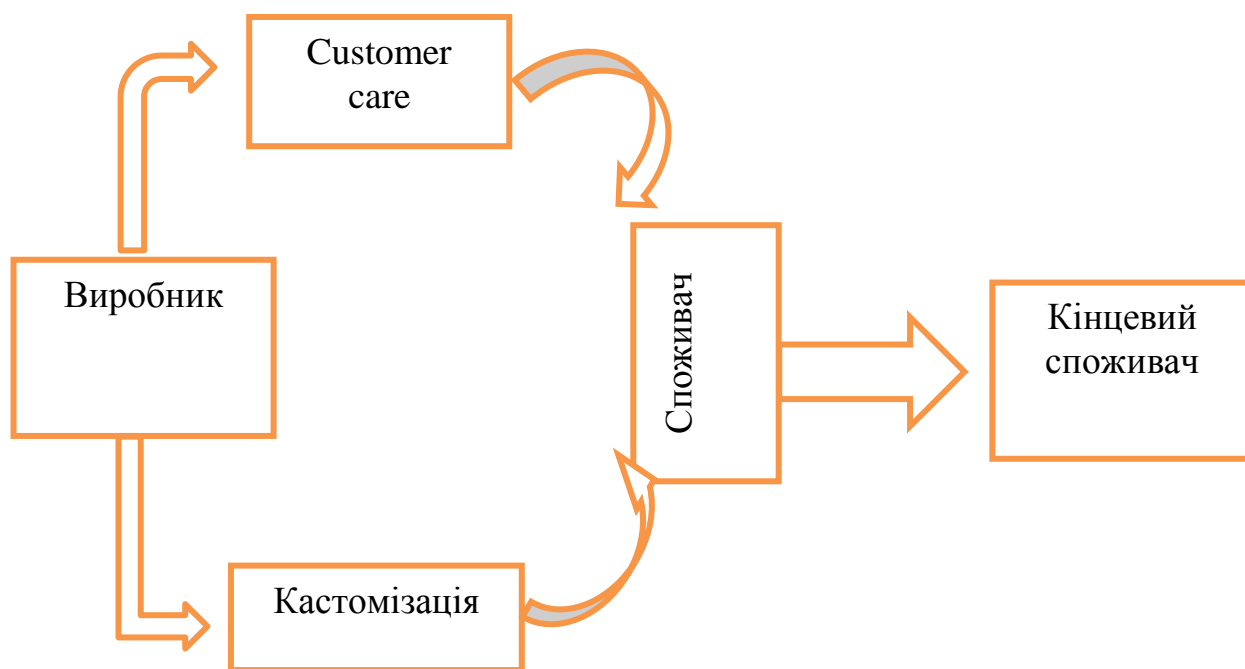 Customer
care
Виробник
Споживач
Кінцевий
споживач
Кастомізація